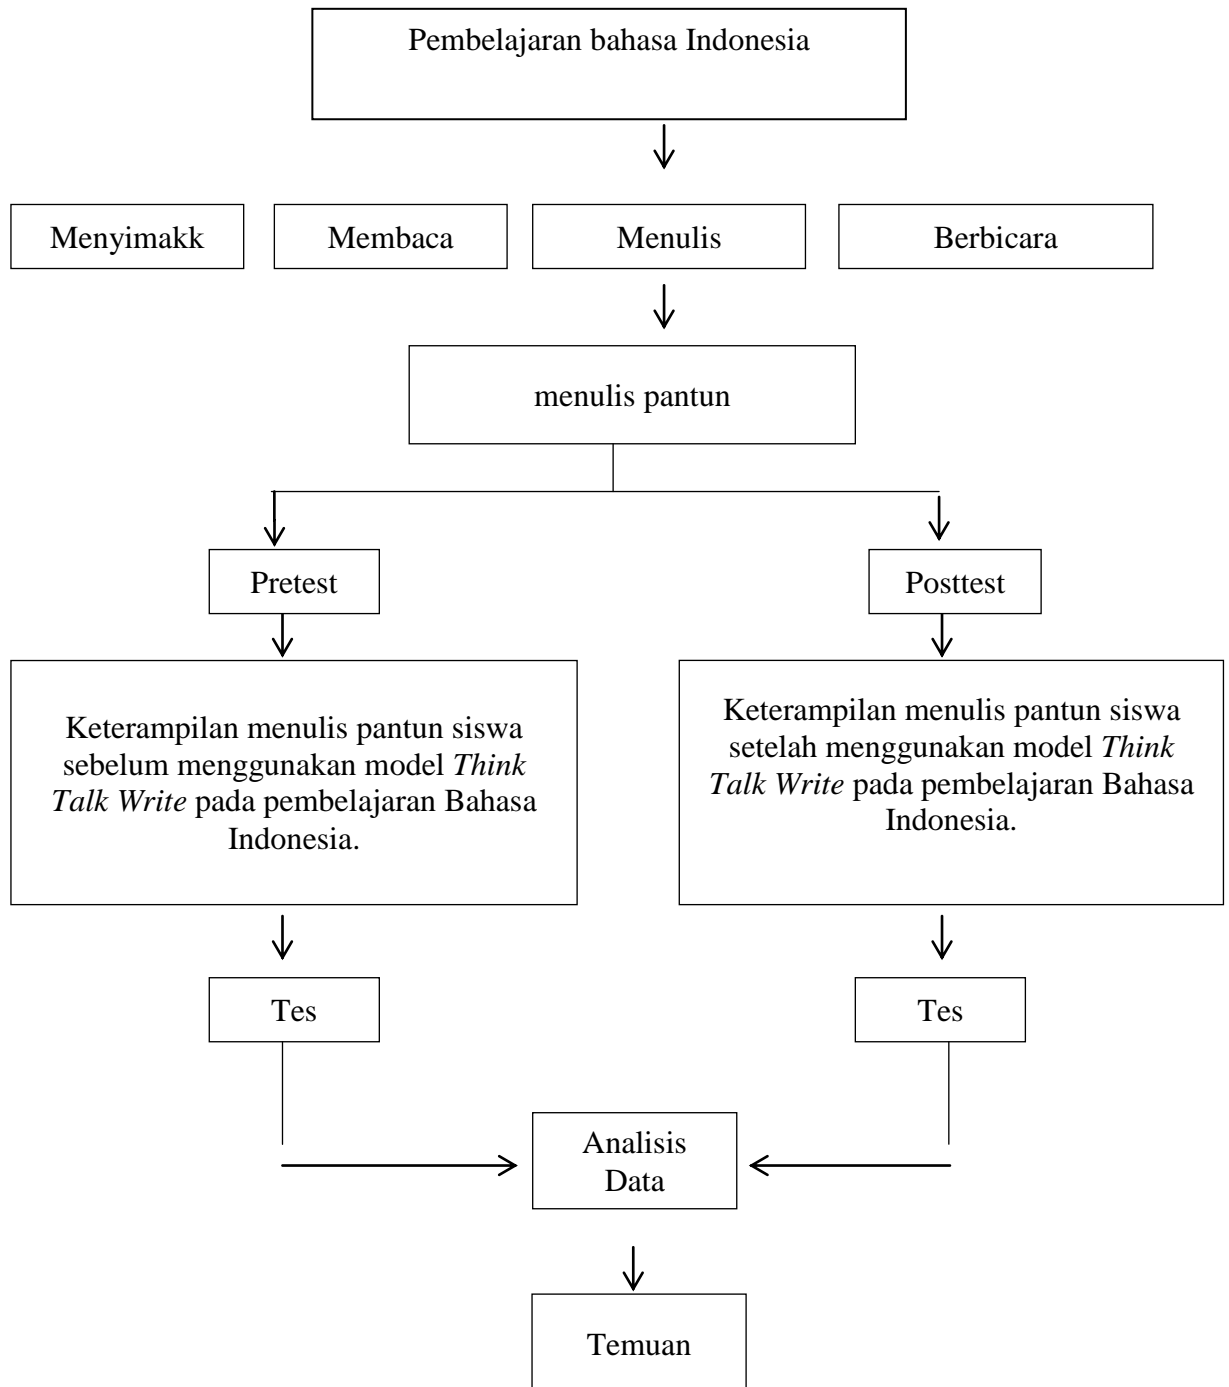 Pembelajaran bahasa Indonesia
Menyimakk
Membaca
Menulis
Berbicara
menulis pantun
Pretest
Posttest
Keterampilan menulis pantun siswa
sebelum menggunakan model Think
Talk Write pada pembelajaran Bahasa
Indonesia.
Keterampilan menulis pantun siswa
setelah menggunakan model Think
Talk Write pada pembelajaran Bahasa
Indonesia.
Tes
Tes
Analisis
Data
Temuan